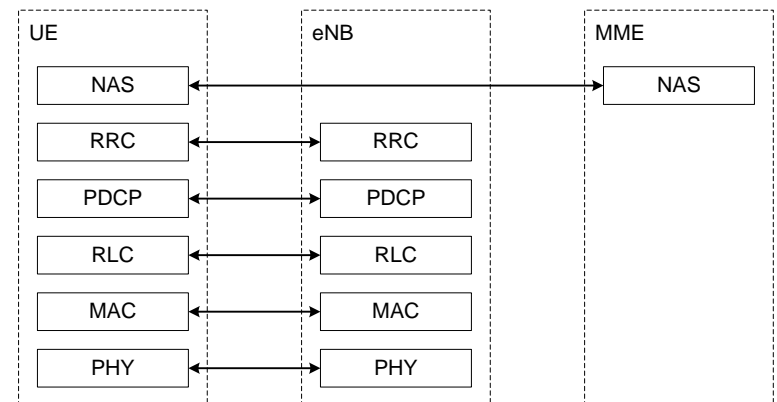 UE eNB MME
NAS NAS
RRC RRC
PDCP PDCP
RLC RLC
MAC MAC
PHY PHY